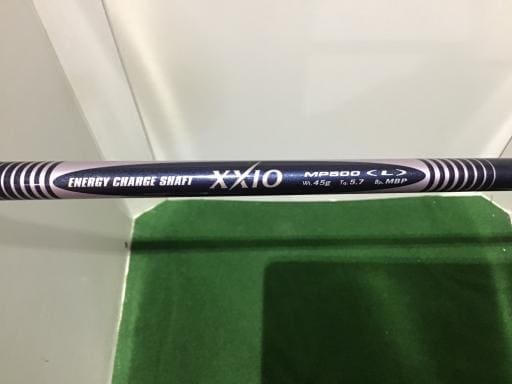 ENERGY CHARGE SHAFT XXIO MP500 <L>
Wt. 45g Tq. 5.7 Bp. MBP